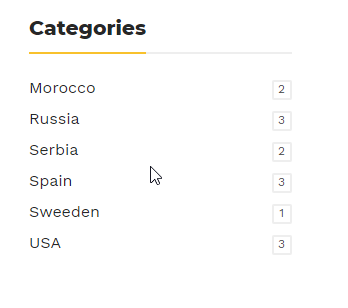 Categories
Morocco 2
Russia 3
Serbia 2
Spain 3
Sweeden 1
USA 3